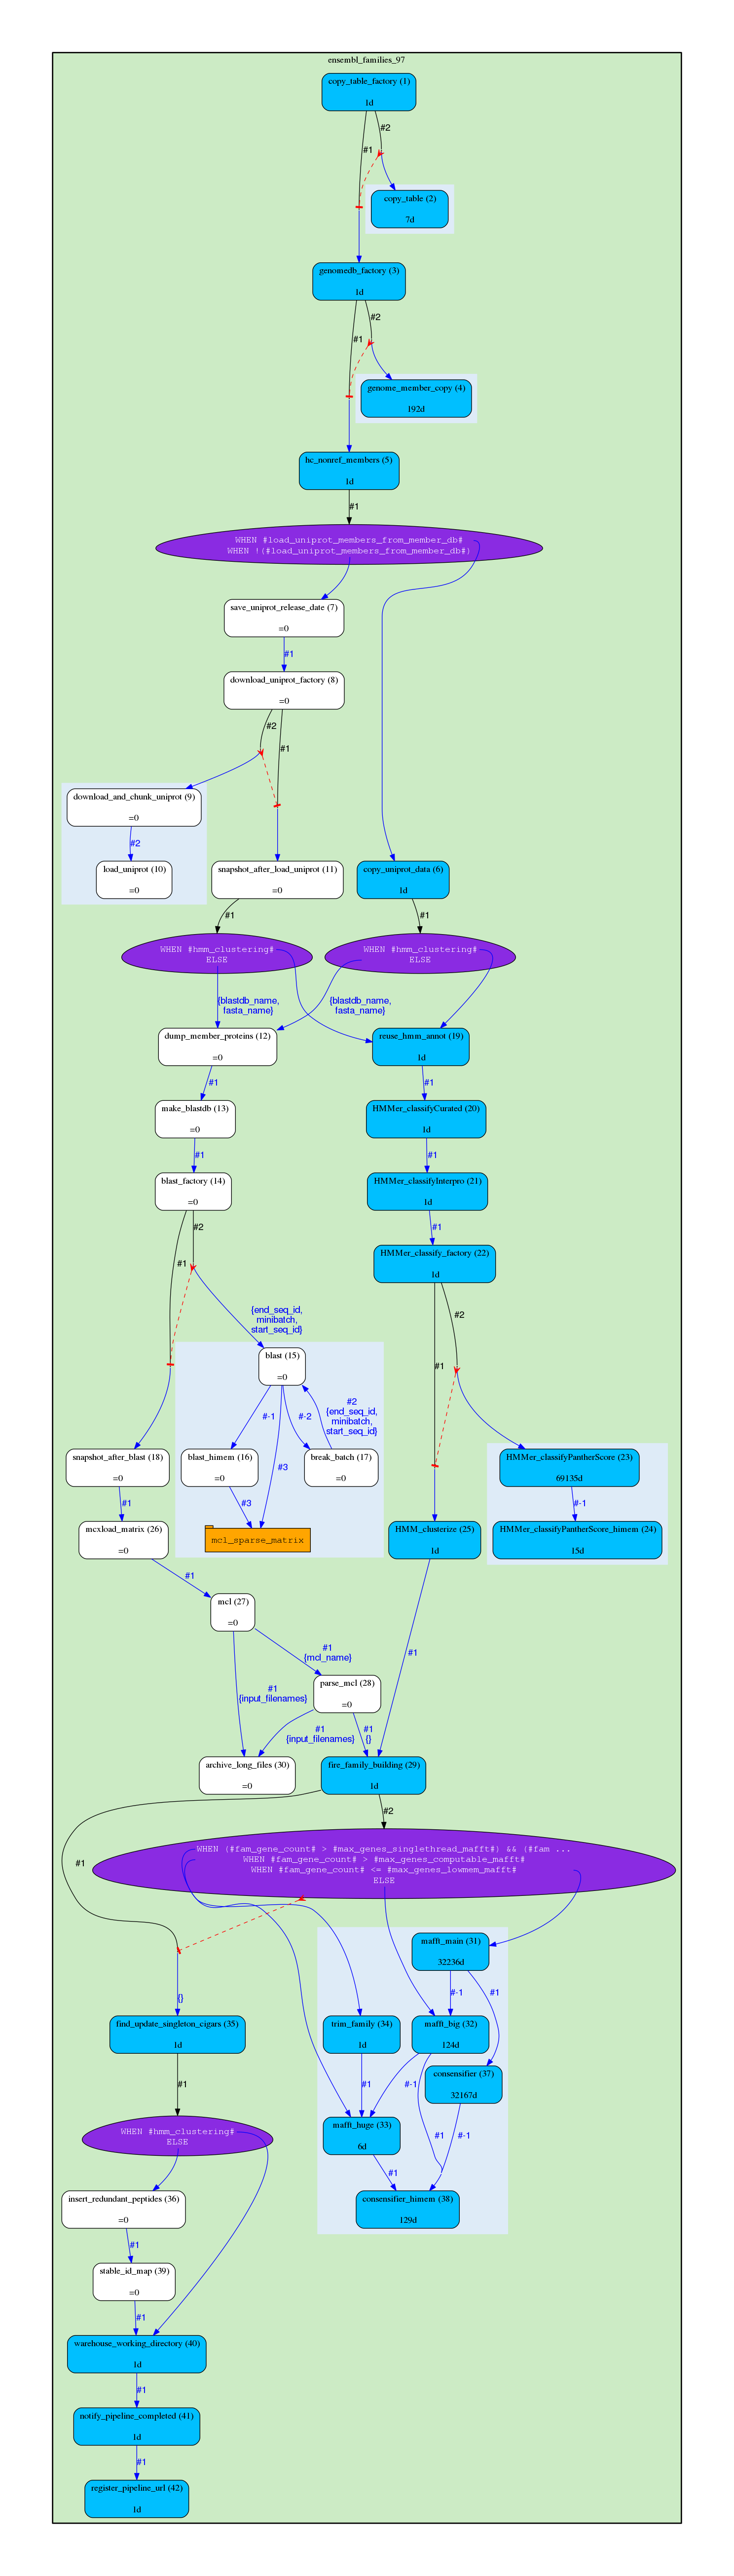 ensembl_families_97
copy_table_factory (1)
1d
#2
#1
copy_table (2)
7d
genomedb_factory (3)
1d
#2
#1
genome_member_copy (4)
192d
hc_nonref_members (5)
1d
#1
WHEN #load_uniprot_members_from_member_db#
WHEN !(#load_uniprot_members_from_member_db#)
save_uniprot_release_date (7)
=0
#1
download_uniprot_factory (8)
=0
#2
#1
download_and_chunk_uniprot (9)
=0
#2
load_uniprot (10)
=0
snapshot_after_load_uniprot (11)
=0
copy_uniprot_data (6)
1d
#1
#1
WHEN #hmm_clustering#
ELSE
WHEN #hmm_clustering#
ELSE
{blastdb_name,
fasta_name}
{blastdb_name,
fasta_name}
dump_member_proteins (12)
=0
reuse_hmm_annot (19)
1d
#1
#1
make_blastdb (13)
=0
HMMer_classifyCurated (20)
1d
#1
#1
blast_factory (14)
=0
HMMer_classifyInterpro (21)
1d
#2
#1
#1
HMMer_classify_factory (22)
1d
{end_seq_id,
minibatch,
start_seq_id}
#2
#1
blast (15)
=0
#-1
#-2
#3
#2
{end_seq_id,
minibatch,
start_seq_id}
snapshot_after_blast (18)
=0
blast_himem (16)
=0
break_batch (17)
=0
HMMer_classifyPantherScore (23)
69135d
#1
#3
#-1
mcxload_matrix (26)
=0
mcl_sparse_matrix
HMM_clusterize (25)
1d
HMMer_classifyPantherScore_himem (24)
15d
#1
mcl (27)
=0
#1
{mcl_name}
#1
#1
{input_filenames}
parse_mcl (28)
=0
#1
{input_filenames}
#1
{}
archive_long_files (30)
=0
fire_family_building (29)
1d
#2
#1
WHEN (#fam_gene_count# > #max_genes_singlethread_mafft#) && (#fam ...
WHEN #fam_gene_count# > #max_genes_computable_mafft#
WHEN #fam_gene_count# <= #max_genes_lowmem_mafft#
ELSE
mafft_main (31)
32236d
{}
#-1
#1
find_update_singleton_cigars (35)
1d
trim_family (34)
1d
mafft_big (32)
124d
#1
#1
#-1
consensifier (37)
32167d
WHEN #hmm_clustering#
ELSE
mafft_huge (33)
6d
#1
#-1
#1
insert_redundant_peptides (36)
=0
consensifier_himem (38)
129d
#1
stable_id_map (39)
=0
#1
warehouse_working_directory (40)
1d
#1
notify_pipeline_completed (41)
1d
#1
register_pipeline_url (42)
1d